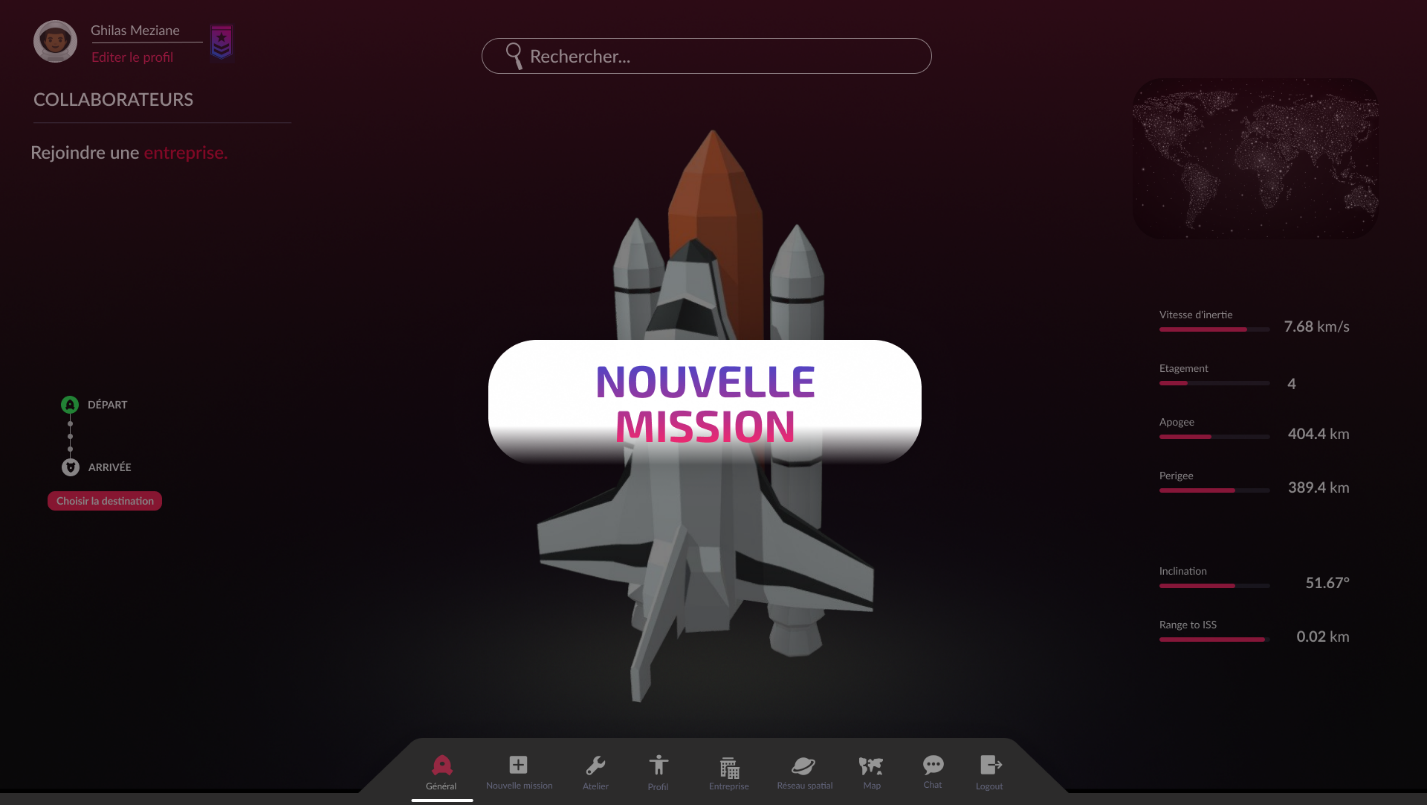 Ghilas Meziane
Editer le profil
Rechercher...
COLLABORATEURS
Rejoindre une entreprise.
NOUVELLE
MISSION
DÉPART
ARRIVÉE
Choisir la destination
Vitesse d'inertie
7.68 km/s
Etagement
4
Apogee
404.4 km
Perigee
389.4 km
Inclination
51.67°
Range to ISS
0.02 km
Général
Nouvelle mission
Atelier
Profil
Entreprise
Réseau spatial
Map
Chat
Logout